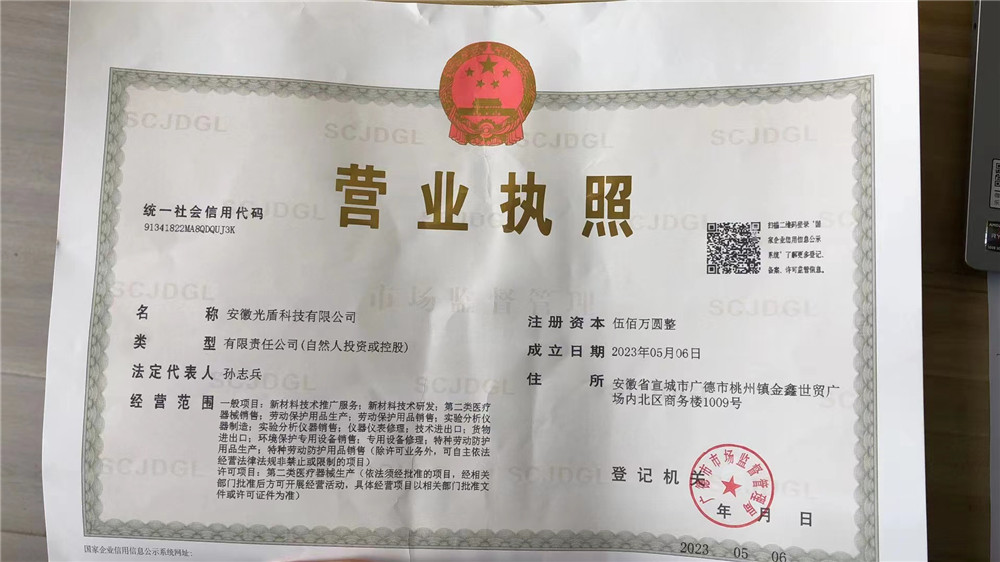 营业执照
统一社会信用代码
91341822MA8QDQUJ3K
扫描二维码登录‘国
家企业信用信息公示
系统’了解更多登记、
备案、许可监管信息。
名称 安徽光盾科技有限公司
类型 有限责任公司(自然人投资或控股)
法定代表人 孙志兵
经营范围 一般项目：新材料技术推广服务；新材料技术研发；第二类医疗
器械销售；劳动保护用品生产；劳动保护用品销售；实验分析仪
器制造；实验分析仪器销售；仪器仪表修理；技术进出口；货物
进出口；环境保护专用设备销售；专用设备修理；特种劳动防护
用品生产；特种劳动防护用品销售（除许可业务外，可自主依法
经营法律法规非禁止或限制的项目）
许可项目：第二类医疗器械生产（依法须经批准的项目，经相关
部门批准后方可开展经营活动，具体经营项目以相关部门批准文
件或许可证件为准）
注册资本 伍佰万圆整
成立日期 2023年05月06日
住所 安徽省宣城市广德市桃州镇金鑫世贸广
场内北区商务楼1009号
登记机关
广德市市场监督管理局
年 月 日
2023 05 06
国家企业信用信息公示系统网址：
市场监督管理
SCJDGL
SCJDGL
SCJDGL
SCJDGL
SCJDGL
SCJDGL